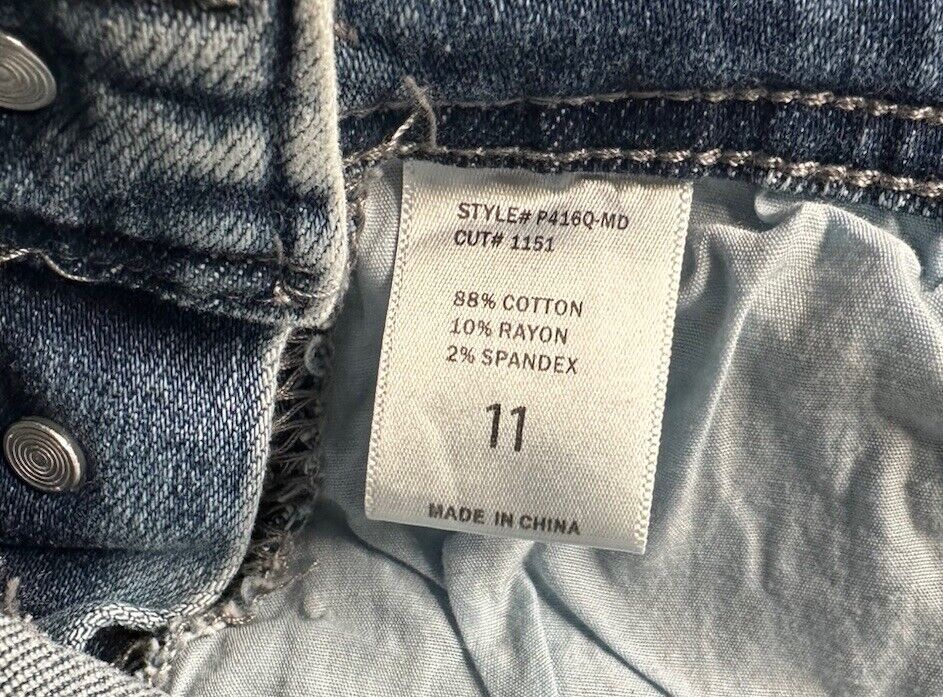 STYLE# P416Q-MD
CUT# 1151
88% COTTON
10% RAYON
2% SPANDEX
11
MADE IN CHINA